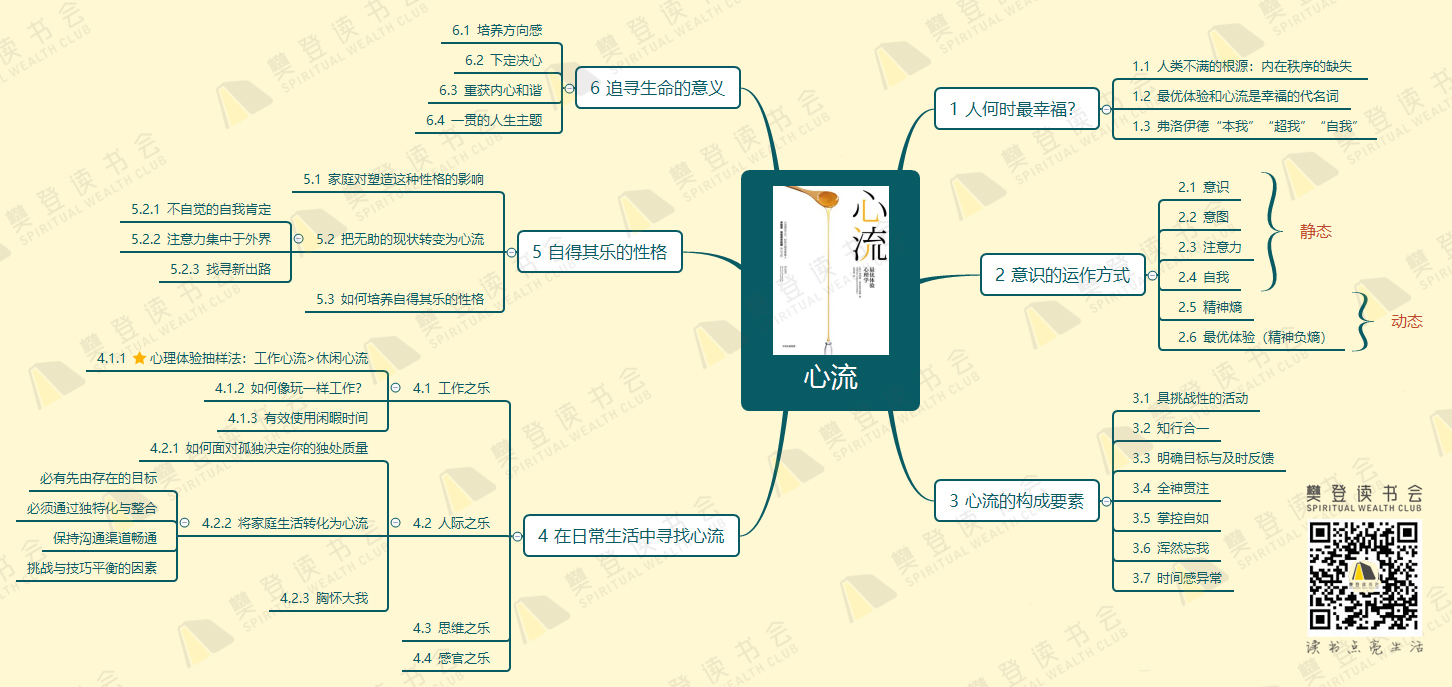 心流
心流
最优体验
心理学
1 人何时最幸福？
1.1 人类不满的根源：内在秩序的缺失
1.2 最优体验和心流是幸福的代名词
1.3 弗洛伊德“本我”“超我”“自我”
2 意识的运作方式
2.1 意识
2.2 意图
2.3 注意力
2.4 自我
静态
2.5 精神熵
2.6 最优体验（精神负熵）
动态
3 心流的构成要素
3.1 具挑战性的活动
3.2 知行合一
3.3 明确目标与及时反馈
3.4 全神贯注
3.5 掌控自如
3.6 浑然忘我
3.7 时间感异常
4 在日常生活中寻找心流
4.1 工作之乐
4.1.1 心理体验抽样法：工作心流>休闲心流
4.1.2 如何像玩一样工作？
4.1.3 有效使用闲暇时间
4.2 人际之乐
4.2.1 如何面对孤独决定你的独处质量
4.2.2 将家庭生活转化为心流
必有先由存在的目标
必须通过独特化与整合
保持沟通渠道畅通
挑战与技巧平衡的因素
4.2.3 胸怀大我
4.3 思维之乐
4.4 感官之乐
5 自得其乐的性格
5.1 家庭对塑造这种性格的影响
5.2 把无助的现状转变为心流
5.2.1 不自觉的自我肯定
5.2.2 注意力集中于外界
5.2.3 找寻新出路
5.3 如何培养自得其乐的性格
6 追寻生命的意义
6.1 培养方向感
6.2 下定决心
6.3 重获内心和谐
6.4 一贯的人生主题
樊登读书会
SPIRITUAL WEALTH CLUB
樊登读书会
读书点亮生活